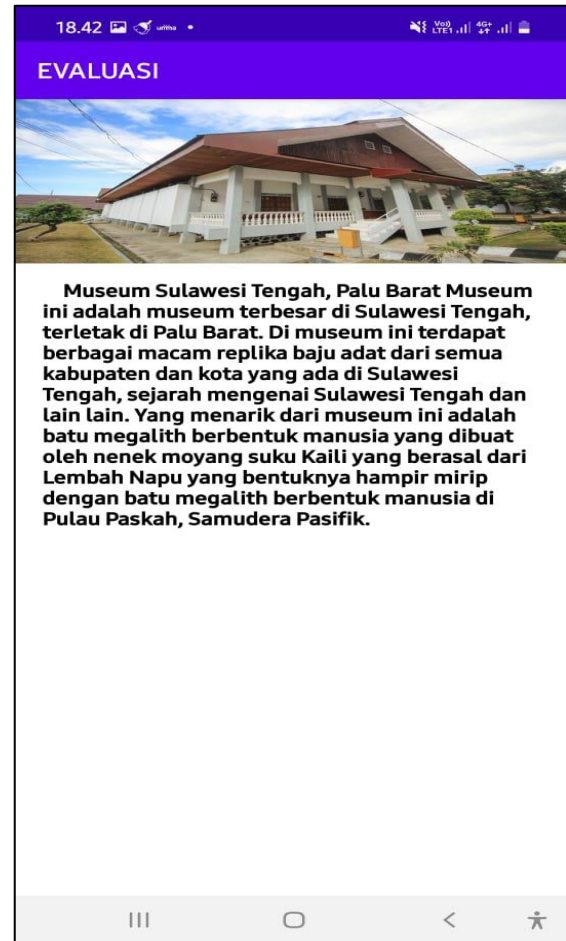 18.42
Vo))
4G+
LTE1
EVALUASI
Museum Sulawesi Tengah, Palu Barat Museum
ini adalah museum terbesar di Sulawesi Tengah,
terletak di Palu Barat. Di museum ini terdapat
berbagai macam replika baju adat dari semua
kabupaten dan kota yang ada di Sulawesi
Tengah, sejarah mengenai Sulawesi Tengah dan
lain lain. Yang menarik dari museum ini adalah
batu megalith berbentuk manusia yang dibuat
oleh nenek moyang suku Kaili yang berasal dari
Lembah Napu yang bentuknya hampir mirip
dengan batu megalith berbentuk manusia di
Pulau Paskah, Samudera Pasifik.